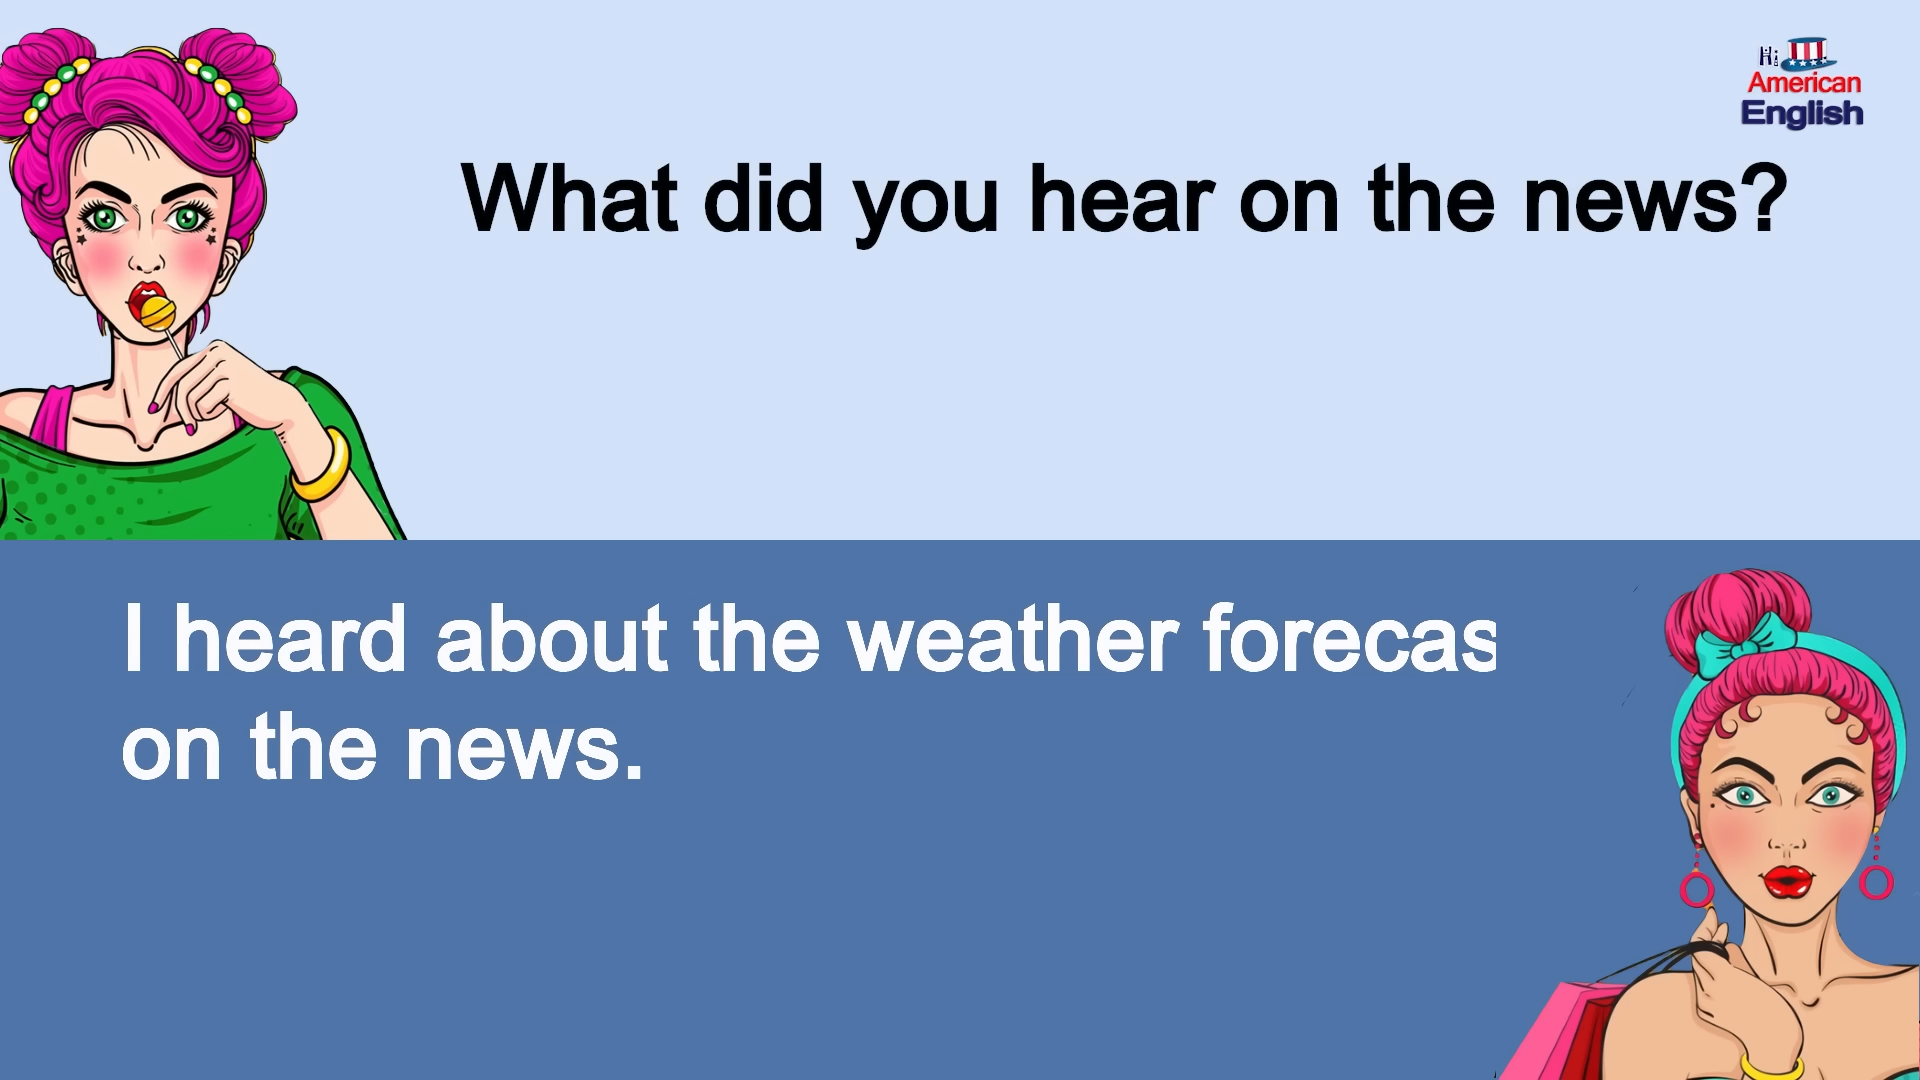 Hi
American
English
What did you hear on the news?
I heard about the weather forecas
on the news.